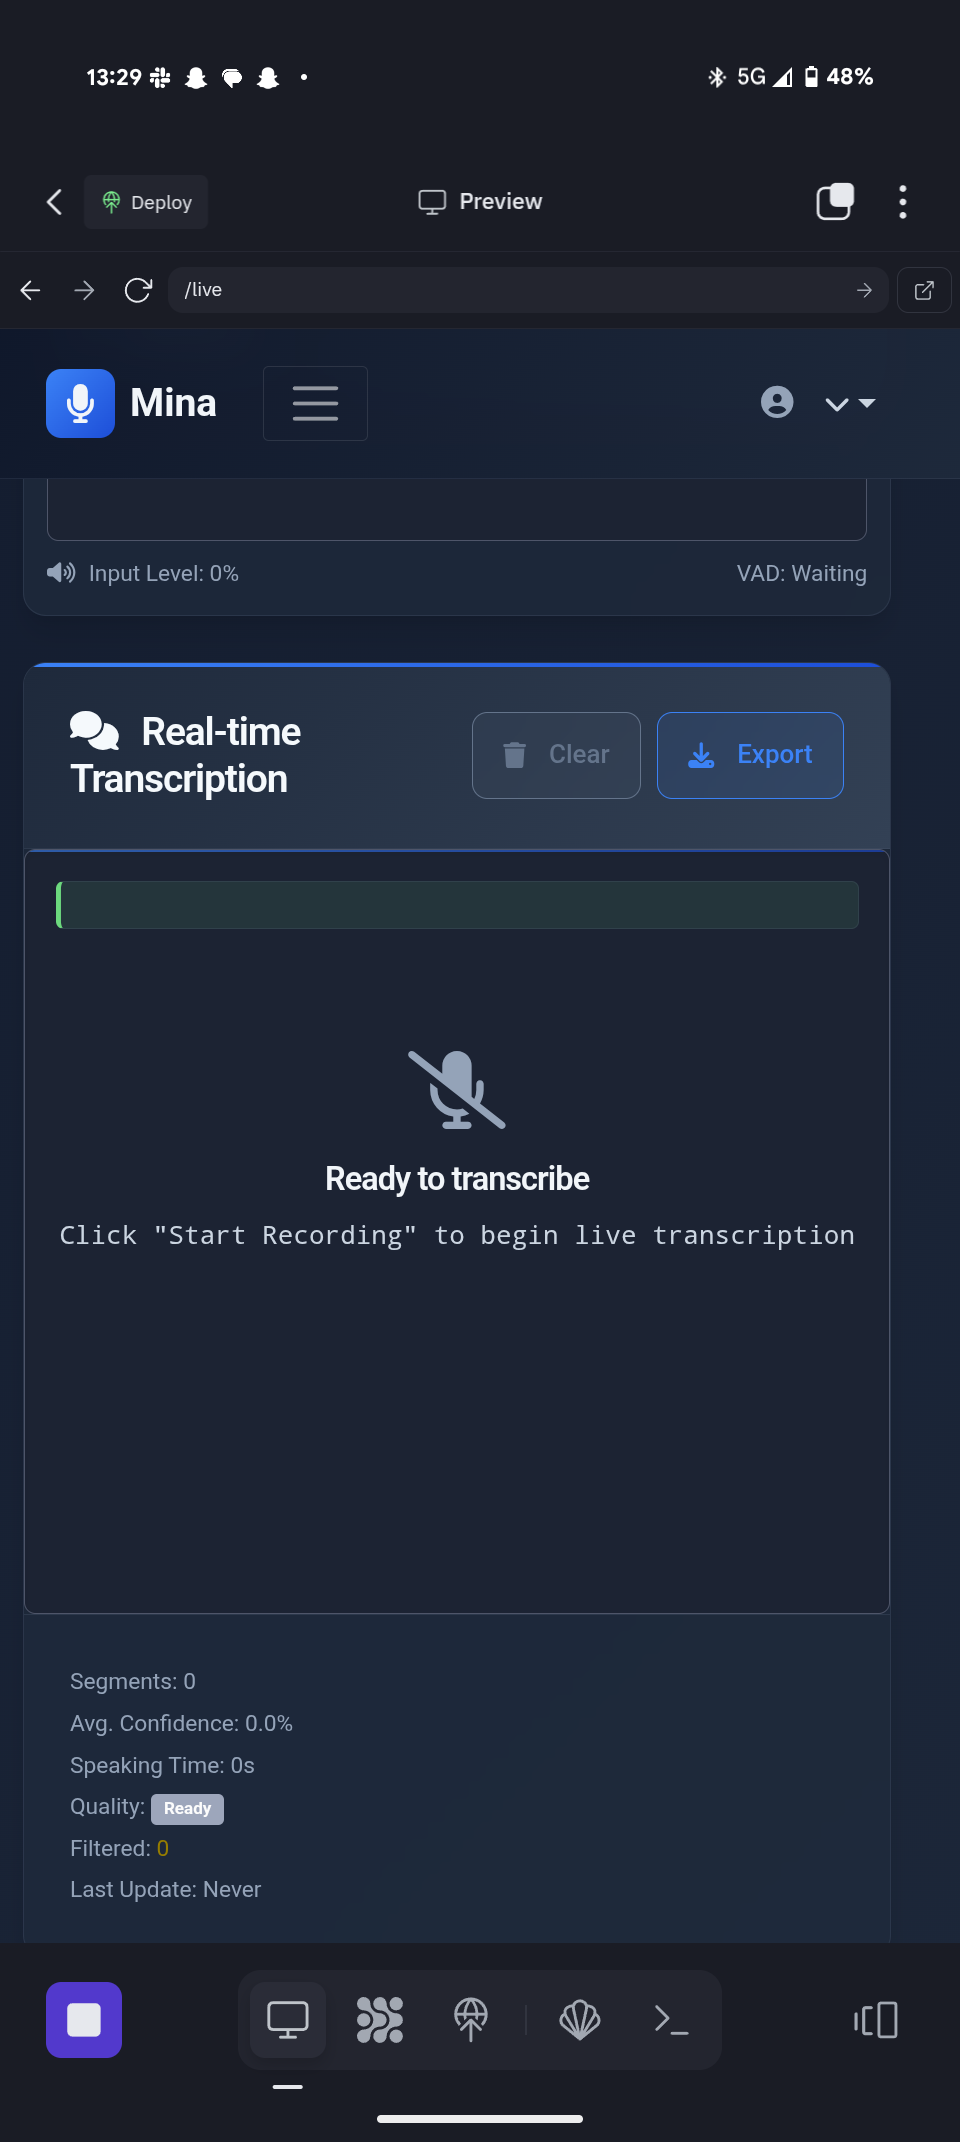 13:29
5G
48%
Deploy
Preview
/live
Mina
Input Level: 0%
VAD: Waiting
Real-time
Transcription
Clear
Export
Ready to transcribe
Click "Start Recording" to begin live transcription
Segments: 0
Avg. Confidence: 0.0%
Speaking Time: 0s
Quality: Ready
Filtered: 0
Last Update: Never